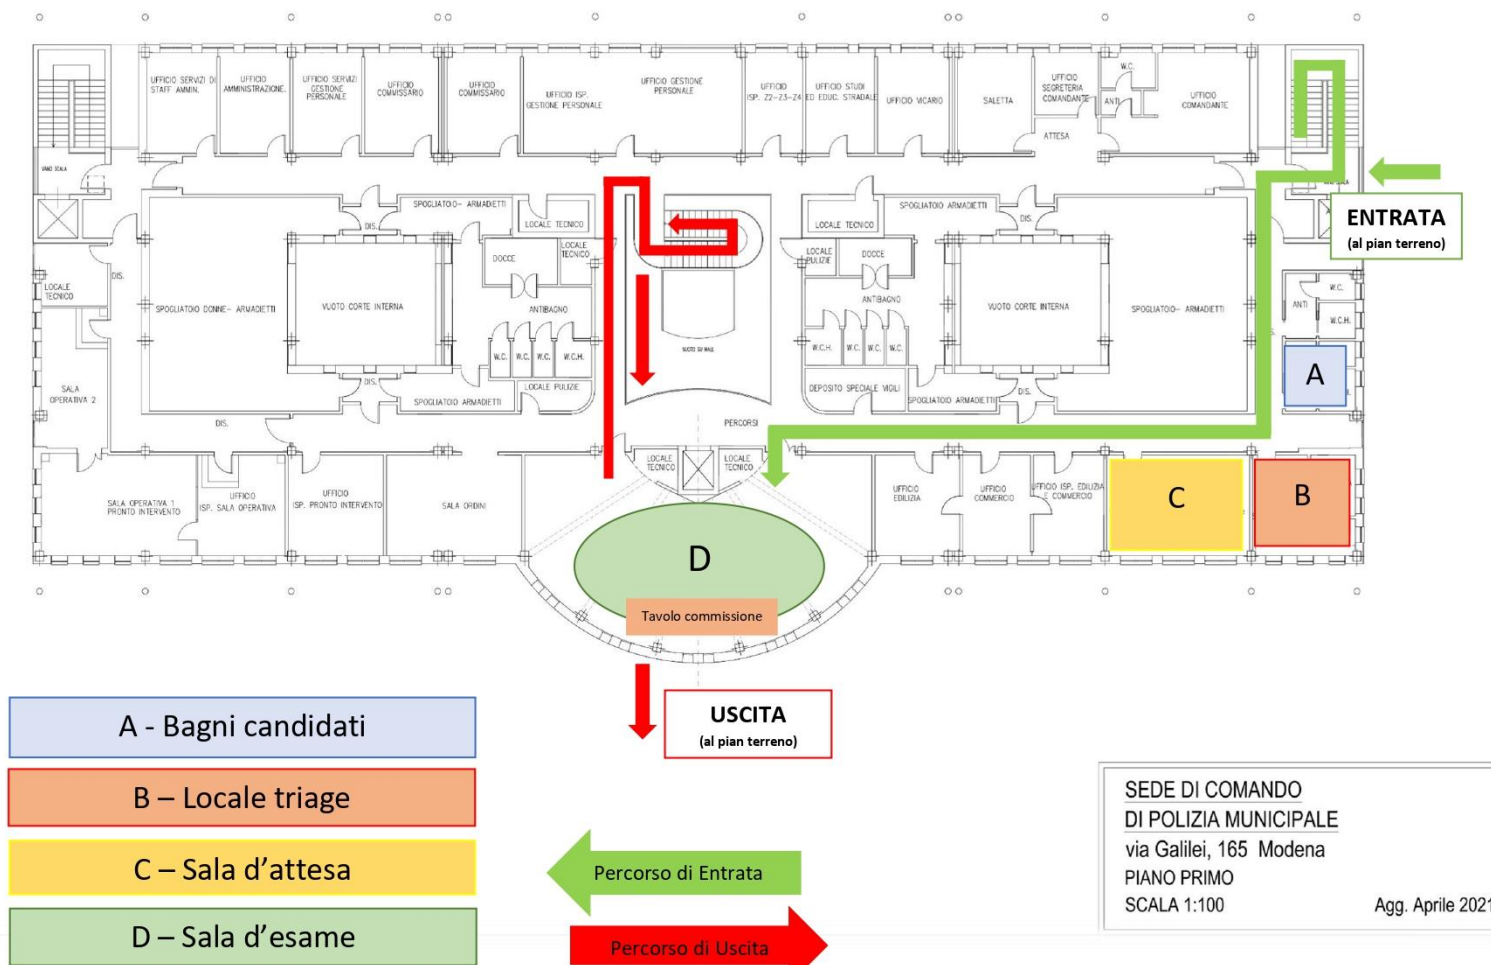 UFFICIO SERVIZI DI
STAFF AMMIN.
UFFICIO
AMMINISTRAZIONE.
UFFICIO SERVIZI
GESTIONE
PERSONALE
UFFICIO
COMMISSARIO
UFFICIO
COMMISSARIO
UFFICIO ISP.
GESTIONE PERSONALE
UFFICIO GESTIONE
PERSONALE
UFFICIO
ISP. Z2-Z3-Z4
UFFICIO STUDI
ED EDUC. STRADALE
UFFICIO VICARIO
SALETTA
UFFICIO
SEGRETERIA
COMANDANTE
W.C.
ANTI
ATTESA
UFFICIO
COMANDANTE
VANO SCALA
ENTRATA
(al pian terreno)
SPOGLIATOIO- ARMADIETTI
DIS.
LOCALE TECNICO
LOCALE
TECNICO
DOCCE
LOCALE TECNICO
SPOGLIATOIO ARMADIETTI
DIS.
LOCALE
PULIZIE
DOCCE
DIS.
LOCALE
TECNICO
SPOGLIATOIO DONNE- ARMADIETTI
VUOTO CORTE INTERNA
ANTIBAGNO
ANTIBAGNO
VUOTO CORTE INTERNA
SPOGLIATOIO- ARMADIETTI
ANTI
W.C.
W.C.H.
W.C.
W.C.
W.C.
W.C.H.
W.C.H.
W.C.
W.C.
W.C.
A
SALA
OPERATIVA 2
DIS.
SPOGLIATOIO ARMADIETTI
LOCALE PULIZIE
DEPOSITO SPECIALE VIGILI
SPOGLIATOIO ARMADIETTI
DIS.
DIS.
PERCORSI
LOCALE
TECNICO
LOCALE
TECNICO
SALA OPERATIVA 1
PRONTO INTERVENTO
UFFICIO
ISP. SALA OPERATIVA
UFFICIO
ISP. PRONTO INTERVENTO
SALA ORDINI
UFFICIO
EDILIZIA
UFFICIO
COMMERCIO
UFFICIO ISP. EDILIZIA
E COMMERCIO
C
B
D
Tavolo commissione
USCITA
(al pian terreno)
A - Bagni candidati
B – Locale triage
C – Sala d’attesa
D – Sala d’esame
Percorso di Entrata
Percorso di Uscita
SEDE DI COMANDO
DI POLIZIA MUNICIPALE
via Galilei, 165 Modena
PIANO PRIMO
SCALA 1:100 Agg. Aprile 2021